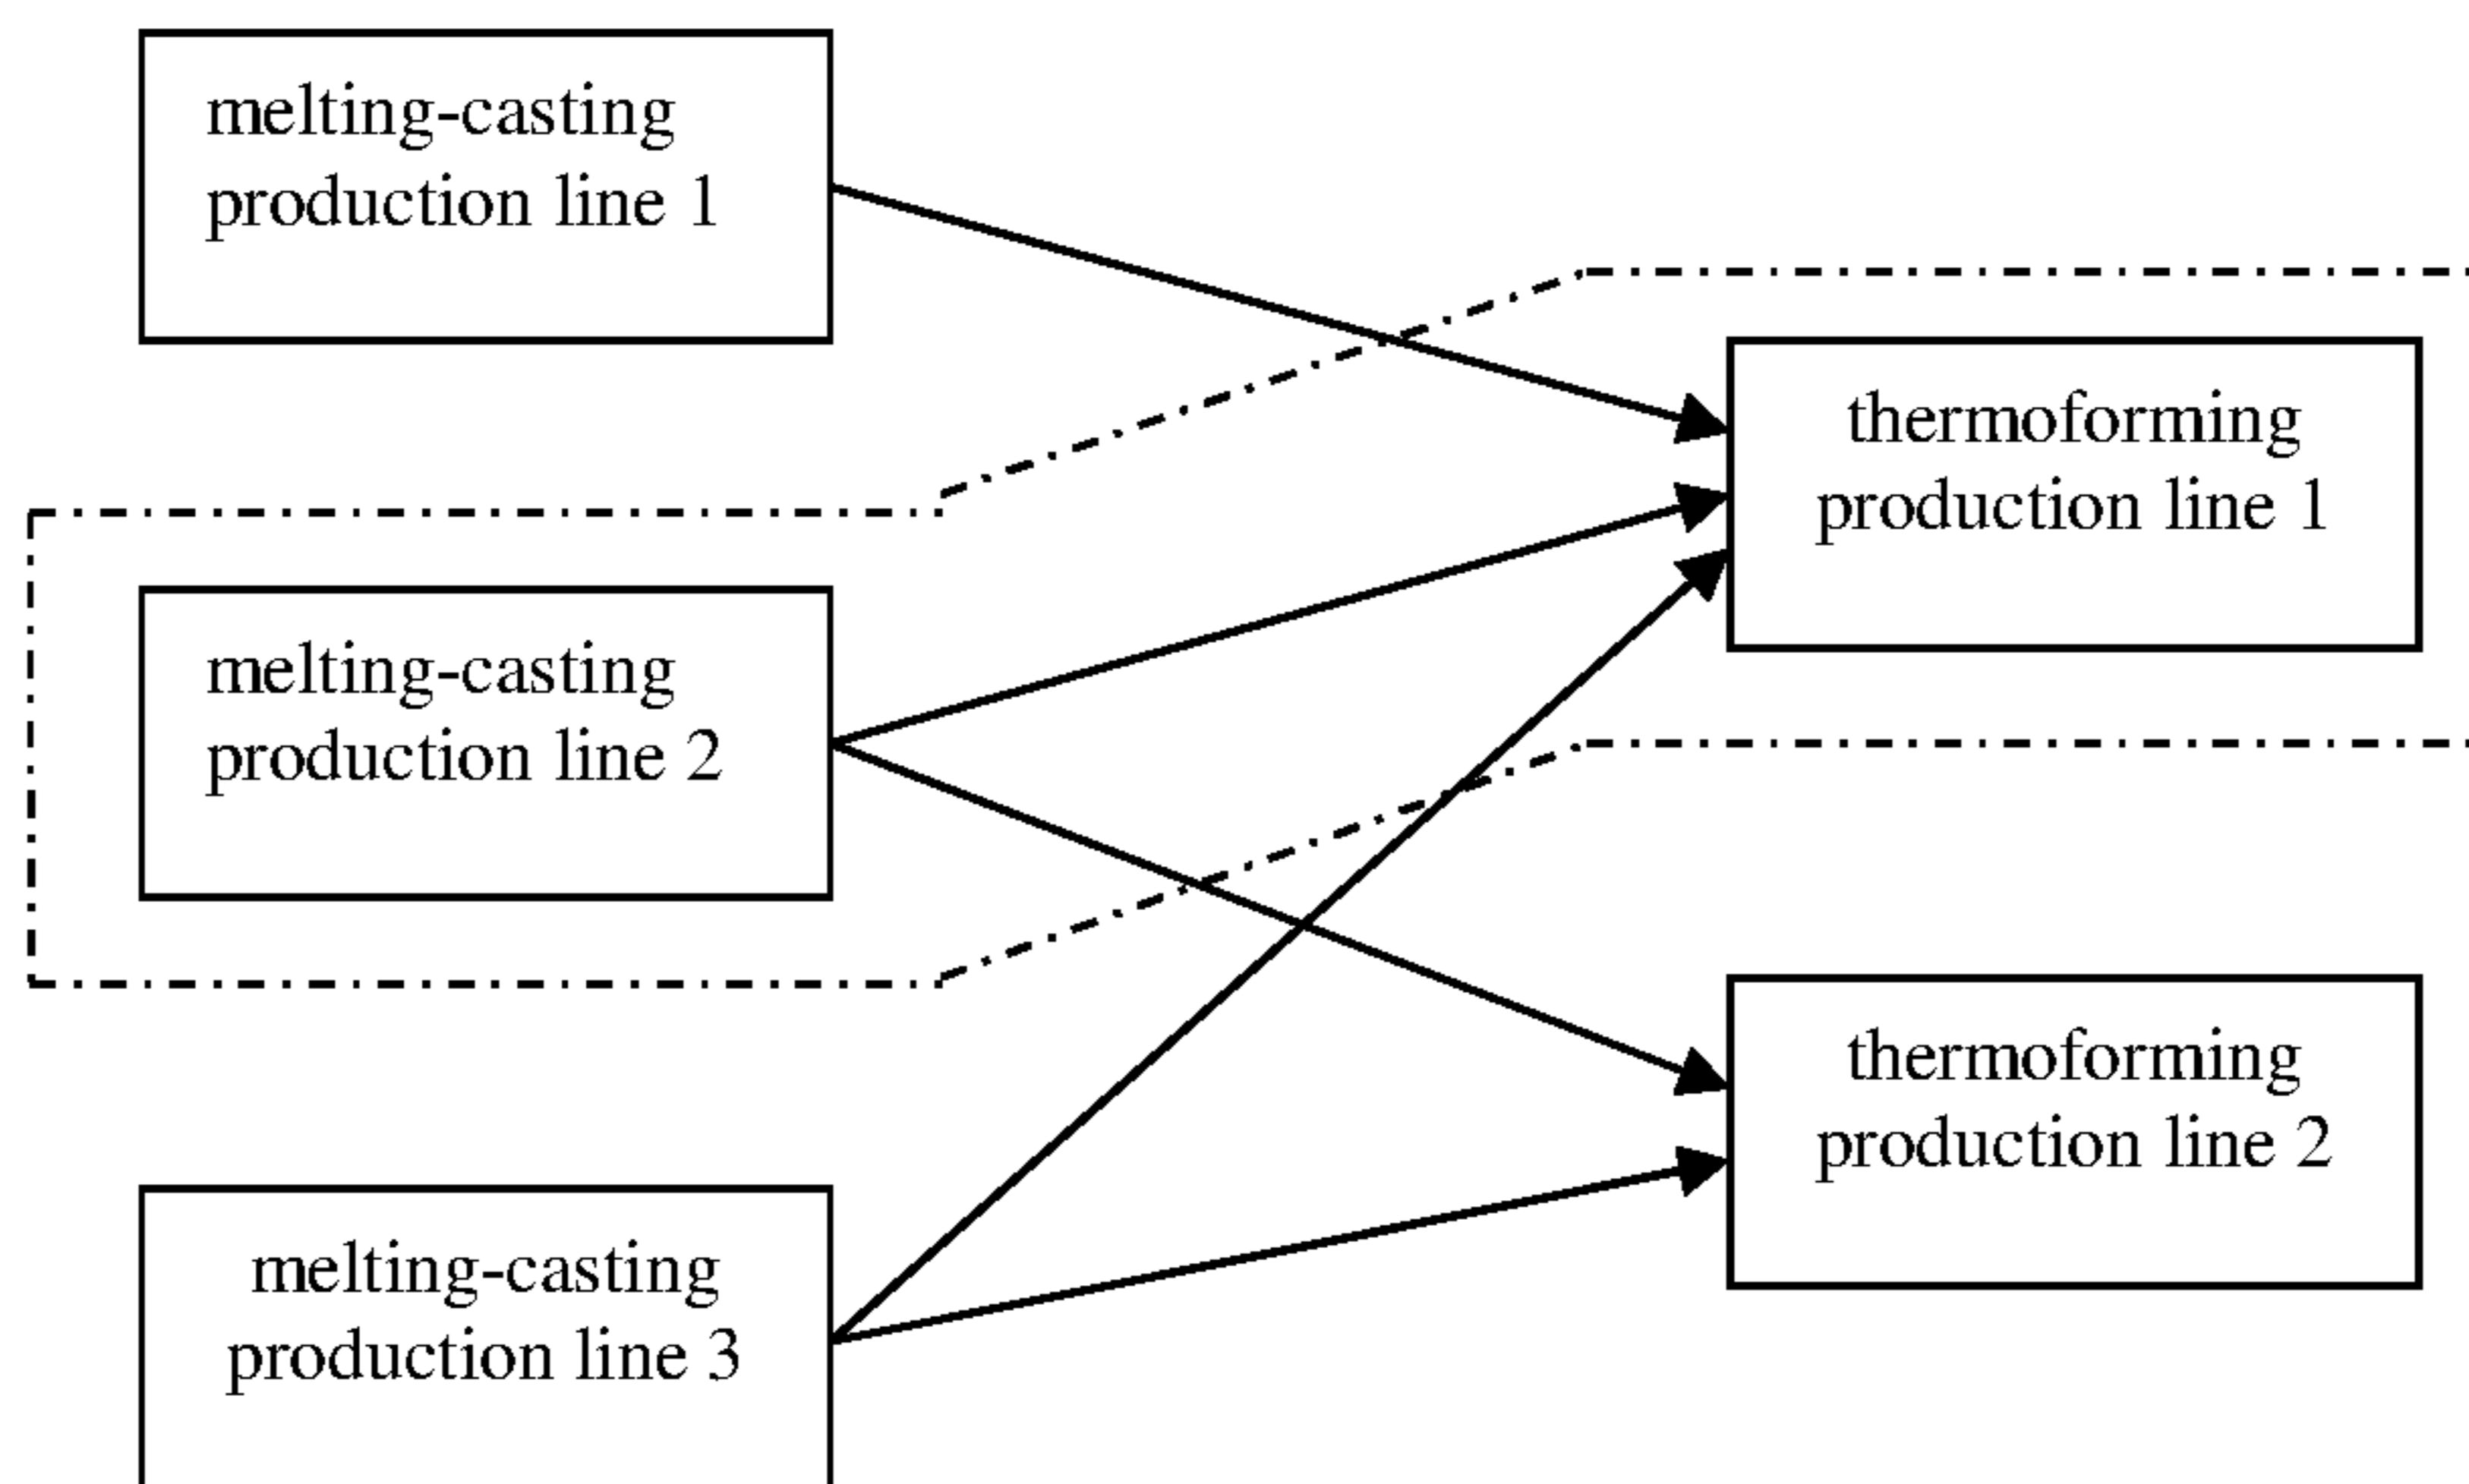 melting-casting
production line 1
thermoforming
production line 1
melting-casting
production line 2
thermoforming
production line 2
melting-casting
production line 3